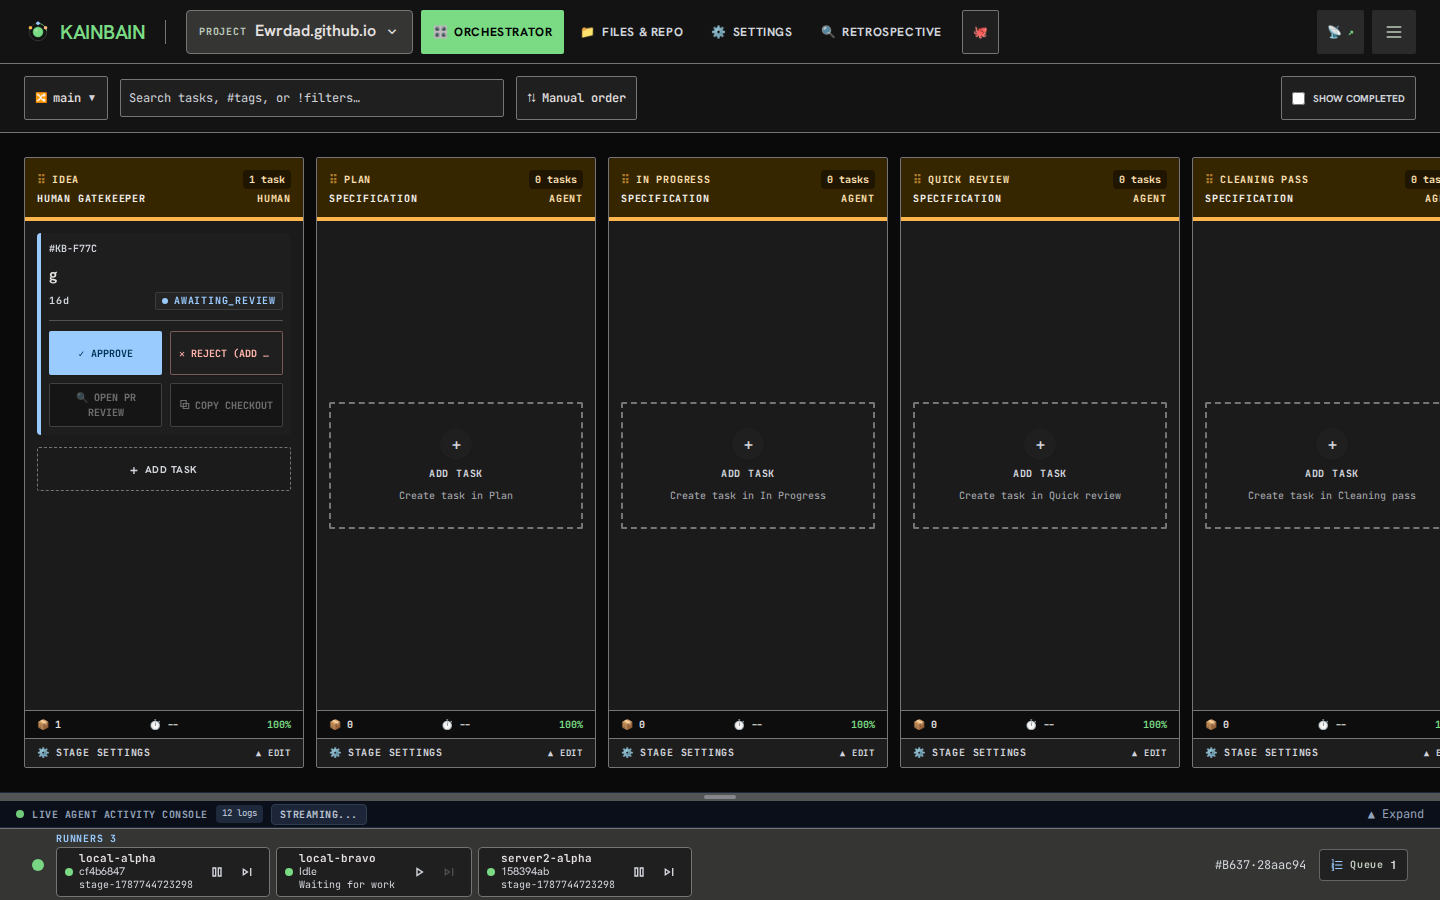 KAINBAIN
PROJECT Ewrdad.github.io
ORCHESTRATOR
FILES & REPO
SETTINGS
RETROSPECTIVE
main ▼
Search tasks, #tags, or !filters…
Manual order
SHOW COMPLETED
IDEA 1 task
HUMAN GATEKEEPER HUMAN
#KB-F77C
g
16d AWAITING_REVIEW
✓ APPROVE
✕ REJECT (ADD …
OPEN PR REVIEW
COPY CHECKOUT
+ ADD TASK
1 -- 100%
STAGE SETTINGS ▲ EDIT
PLAN 0 tasks
SPECIFICATION AGENT
+
ADD TASK
Create task in Plan
0 -- 100%
STAGE SETTINGS ▲ EDIT
IN PROGRESS 0 tasks
SPECIFICATION AGENT
+
ADD TASK
Create task in In Progress
0 -- 100%
STAGE SETTINGS ▲ EDIT
QUICK REVIEW 0 tasks
SPECIFICATION AGENT
+
ADD TASK
Create task in Quick review
0 -- 100%
STAGE SETTINGS ▲ EDIT
CLEANING PASS 0 tas
SPECIFICATION AG
+
ADD TASK
Create task in Cleaning pass
0 -- 1
STAGE SETTINGS ▲ E
LIVE AGENT ACTIVITY CONSOLE 12 logs STREAMING... ▲ Expand
RUNNERS 3
local-alpha
cf4b6847
stage-1787744723298
local-bravo
Idle
Waiting for work
server2-alpha
158394ab
stage-1787744723298
#B637·28aac94
Queue 1